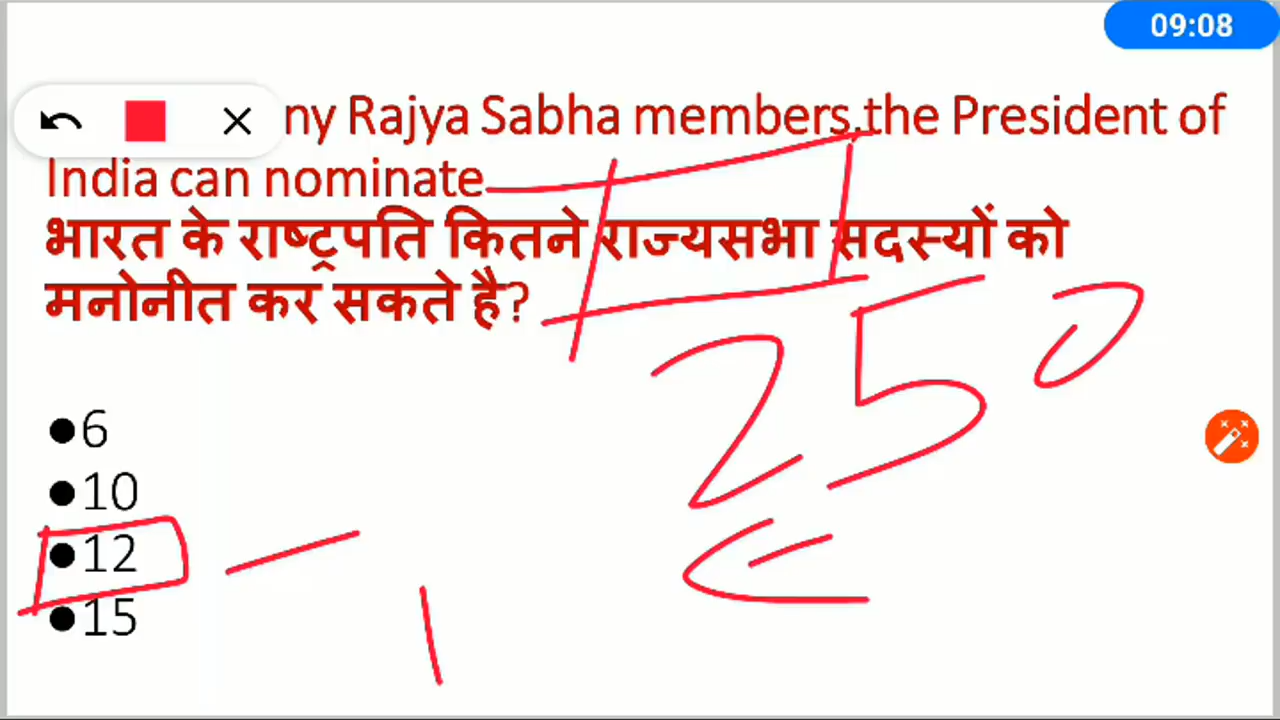 09:08
ny Rajya Sabha members the President of
India can nominate
भारत के राष्ट्रपति कितने राज्यसभा सदस्यों को
मनोनीत कर सकते है?
250
•6
•10
•12
•15